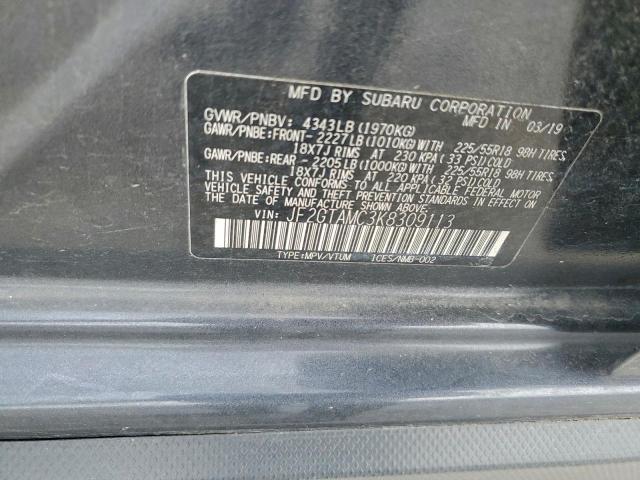 MFD BY SUBARU CORPORATION
GVWR/PNBV: 4343LB(1970KG) MFD IN 03/19
GAWR/PNBE:FRONT-2227LB(1010KG)WITH 225/55R18 98H TIRES
18X7J RIMS AT 230 KPA(33 PSI)COLD
GAWR/PNBE:REAR -2205LB(1000KG)WITH 225/55R18 98H TIRES
18X7J RIMS AT 220 KPA(32 PSI)COLD
THIS VEHICLE CONFORMS TO ALL APPLICABLE FEDERAL MOTOR
VEHICLE SAFETY AND BUMPER STANDARDS IN EFFECT ON
THE DATE OF MANUFACTURE SHOWN ABOVE.
VIN: JF2GTAMC3K8309113
TYPE:MPV/VTUM ICES/NMB-002